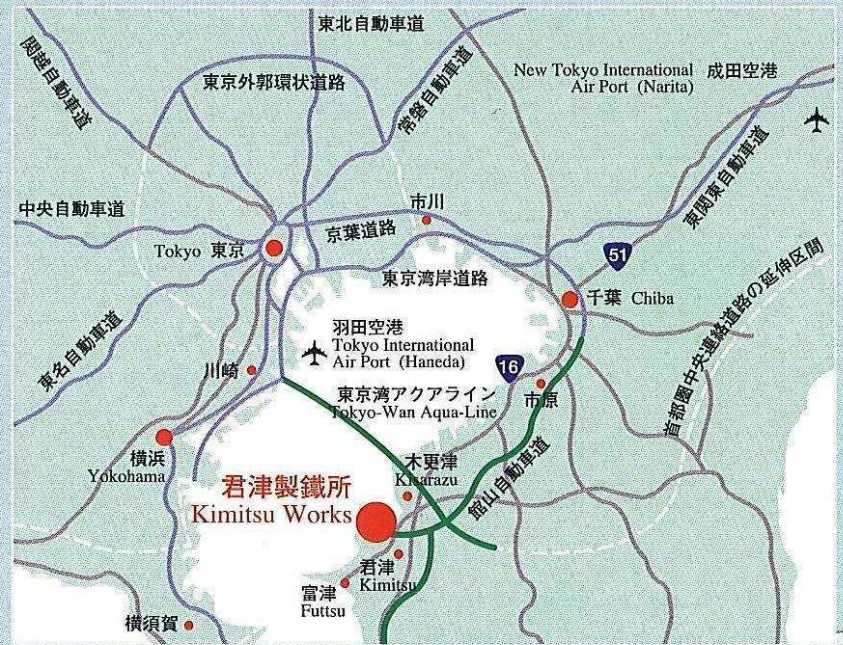 東北自動車道
関越自動車道
東京外郭環状道路
常磐自動車道
New Tokyo International 成田空港
Air Port (Narita)
中央自動車道
市川
京葉道路
東関東自動車道
Tokyo 東京
51
東京湾岸道路
千葉 Chiba
首都圏中央連絡道路の延伸区間
東名自動車道
羽田空港
Tokyo International
Air Port (Haneda)
川崎
16
東京湾アクアライン
Tokyo-Wan Aqua-Line
市原
横浜
Yokohama
木更津
Kisarazu
館山自動車道
君津製鐵所
Kimitsu Works
君津
Kimitsu
富津
Futtsu
横須賀